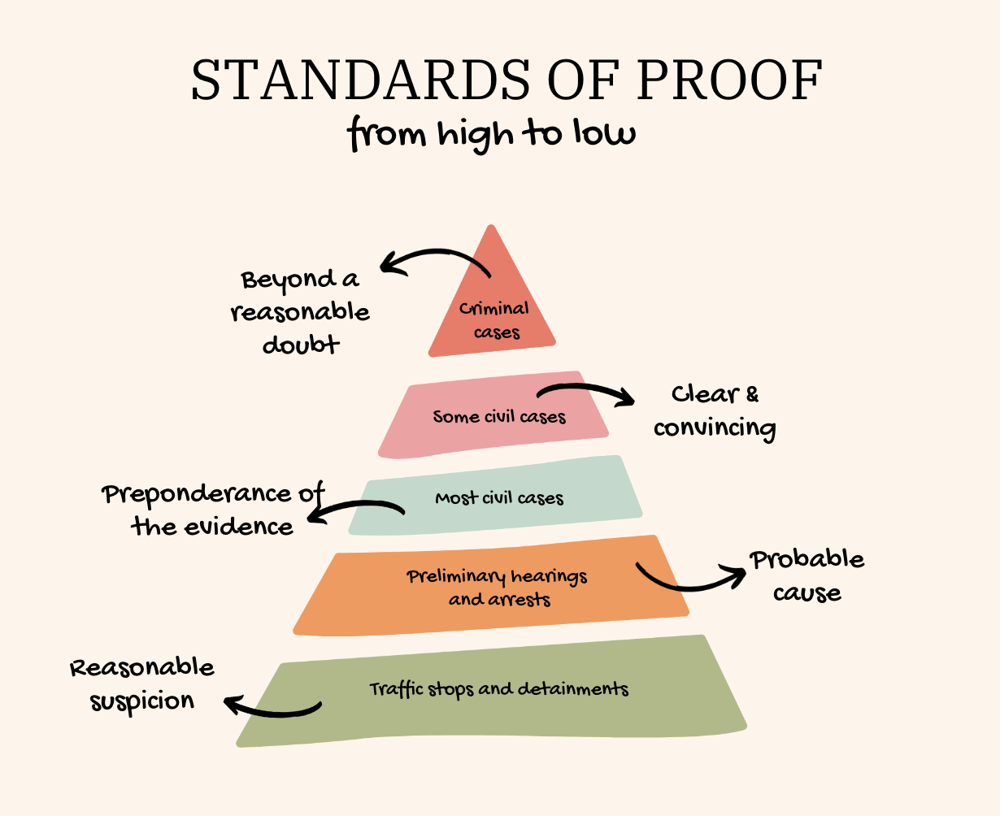 STANDARDS OF PROOF
from high to low
Beyond a
reasonable
doubt
Criminal
cases
Some civil cases
Clear &
convincing
Preponderance of
the evidence
Most civil cases
Preliminary hearings
and arrests
Probable
cause
Reasonable
suspicion
Traffic stops and detainments